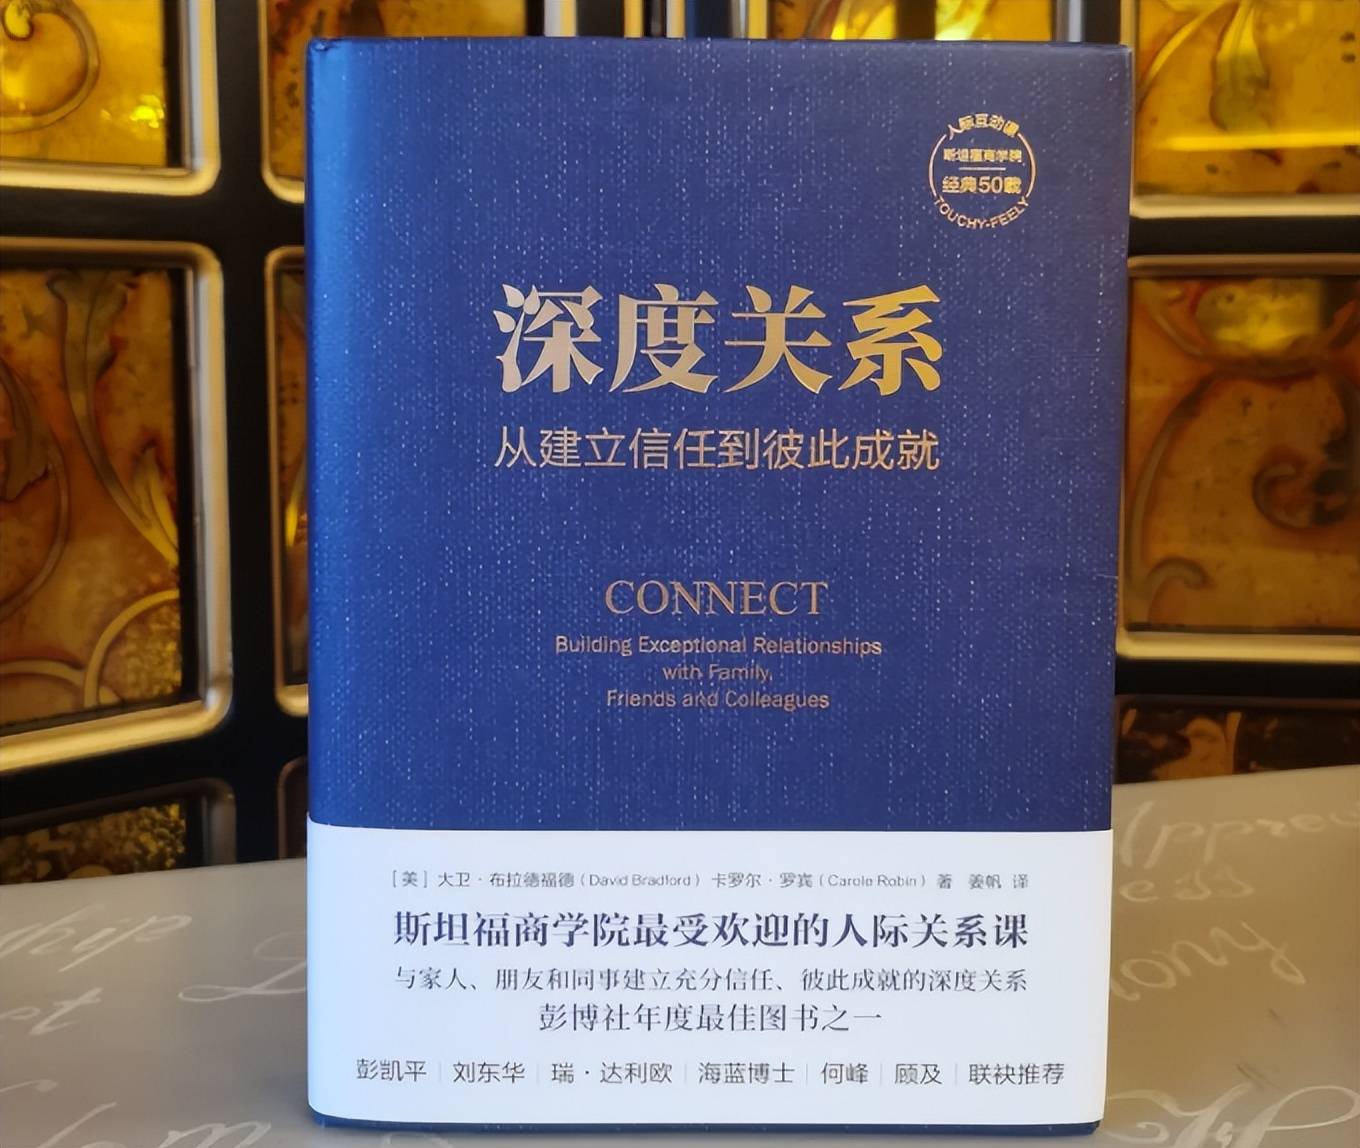 人际互动课
斯坦福商学院
经典50载
TOUCHY-FEELY
深度关系
从建立信任到彼此成就
CONNECT
Building Exceptional Relationships
with Family,
Friends and Colleagues
[美] 大卫·布拉德福德（David Bradford） 卡罗尔·罗宾（Carole Robin） 著 姜帆 译
斯坦福商学院最受欢迎的人际关系课
与家人、朋友和同事建立充分信任、彼此成就的深度关系
彭博社年度最佳图书之一
彭凯平 | 刘东华 | 瑞·达利欧 | 海蓝博士 | 何峰 | 顾及 | 联袂推荐